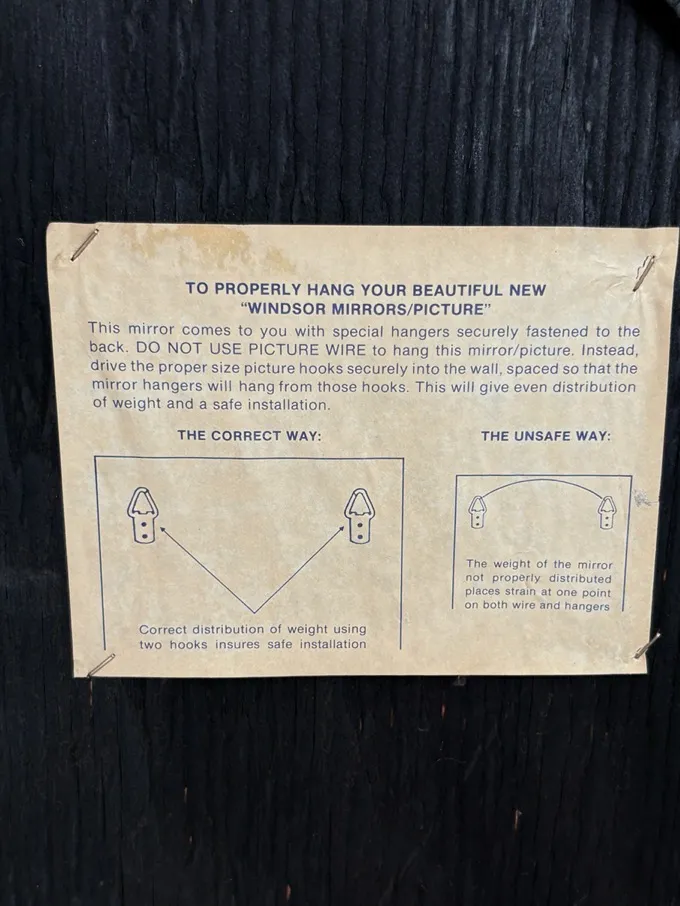 TO PROPERLY HANG YOUR BEAUTIFUL NEW
"WINDSOR MIRRORS/PICTURE"
This mirror comes to you with special hangers securely fastened to the
back. DO NOT USE PICTURE WIRE to hang this mirror/picture. Instead,
drive the proper size picture hooks securely into the wall, spaced so that the
mirror hangers will hang from those hooks. This will give even distribution
of weight and a safe installation.
THE CORRECT WAY:
Correct distribution of weight using
two hooks insures safe installation
THE UNSAFE WAY:
The weight of the mirror
not properly distributed
places strain at one point
on both wire and hangers